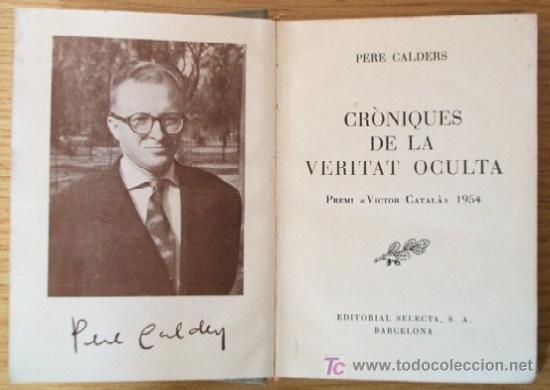 Pere Calders
PERE CALDERS
CRÒNIQUES
DE LA
VERITAT OCULTA
PREMI «VICTOR CATALÀ» 1954
EDITORIAL SELECTA, S. A.
BARCELONA
TC todocoleccion
www.todocoleccion.net